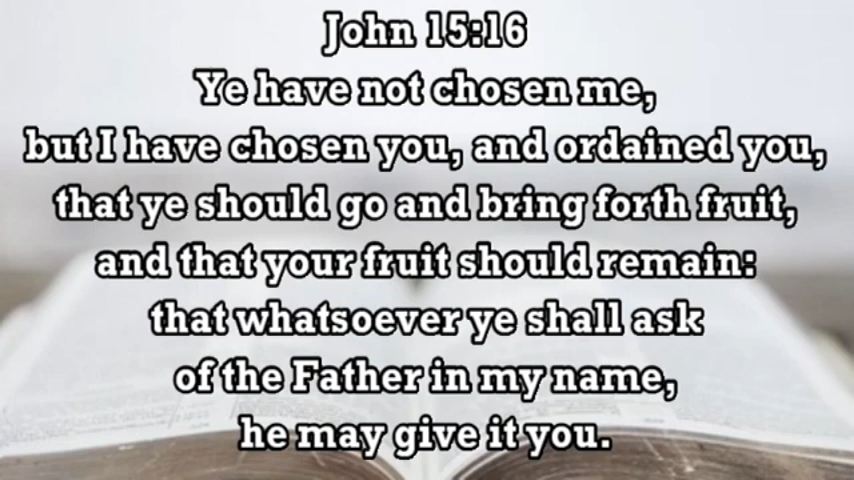 John 15:16
Ye have not chosen me,
but I have chosen you, and ordained you,
that ye should go and bring forth fruit,
and that your fruit should remain:
that whatsoever ye shall ask
of the Father in my name,
he may give it you.